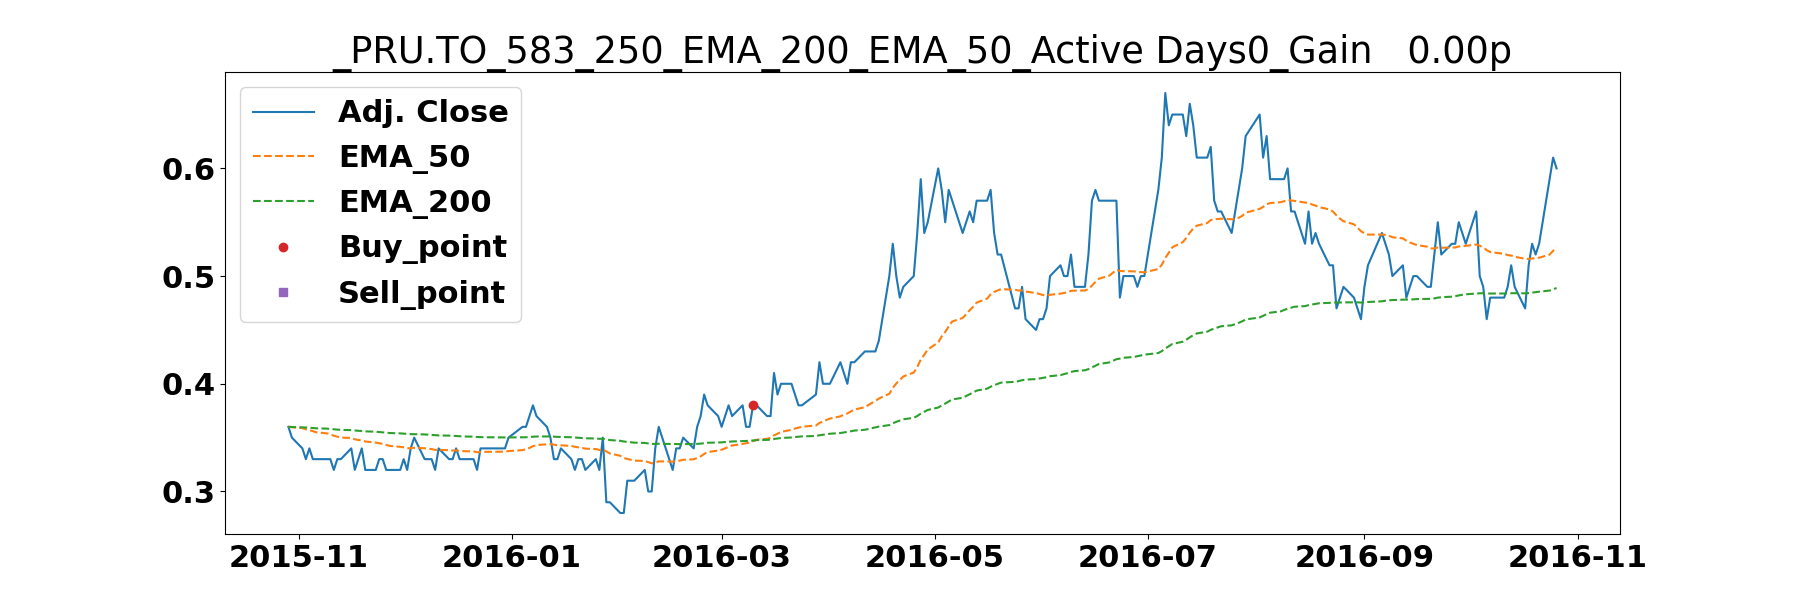 _PRU.TO_583_250_EMA_200_EMA_50_Active Days0_Gain   0.00p
Adj. Close
EMA_50
EMA_200
Buy_point
Sell_point
0.6
0.5
0.4
0.3
2015-11 2016-01 2016-03 2016-05 2016-07 2016-09 2016-11